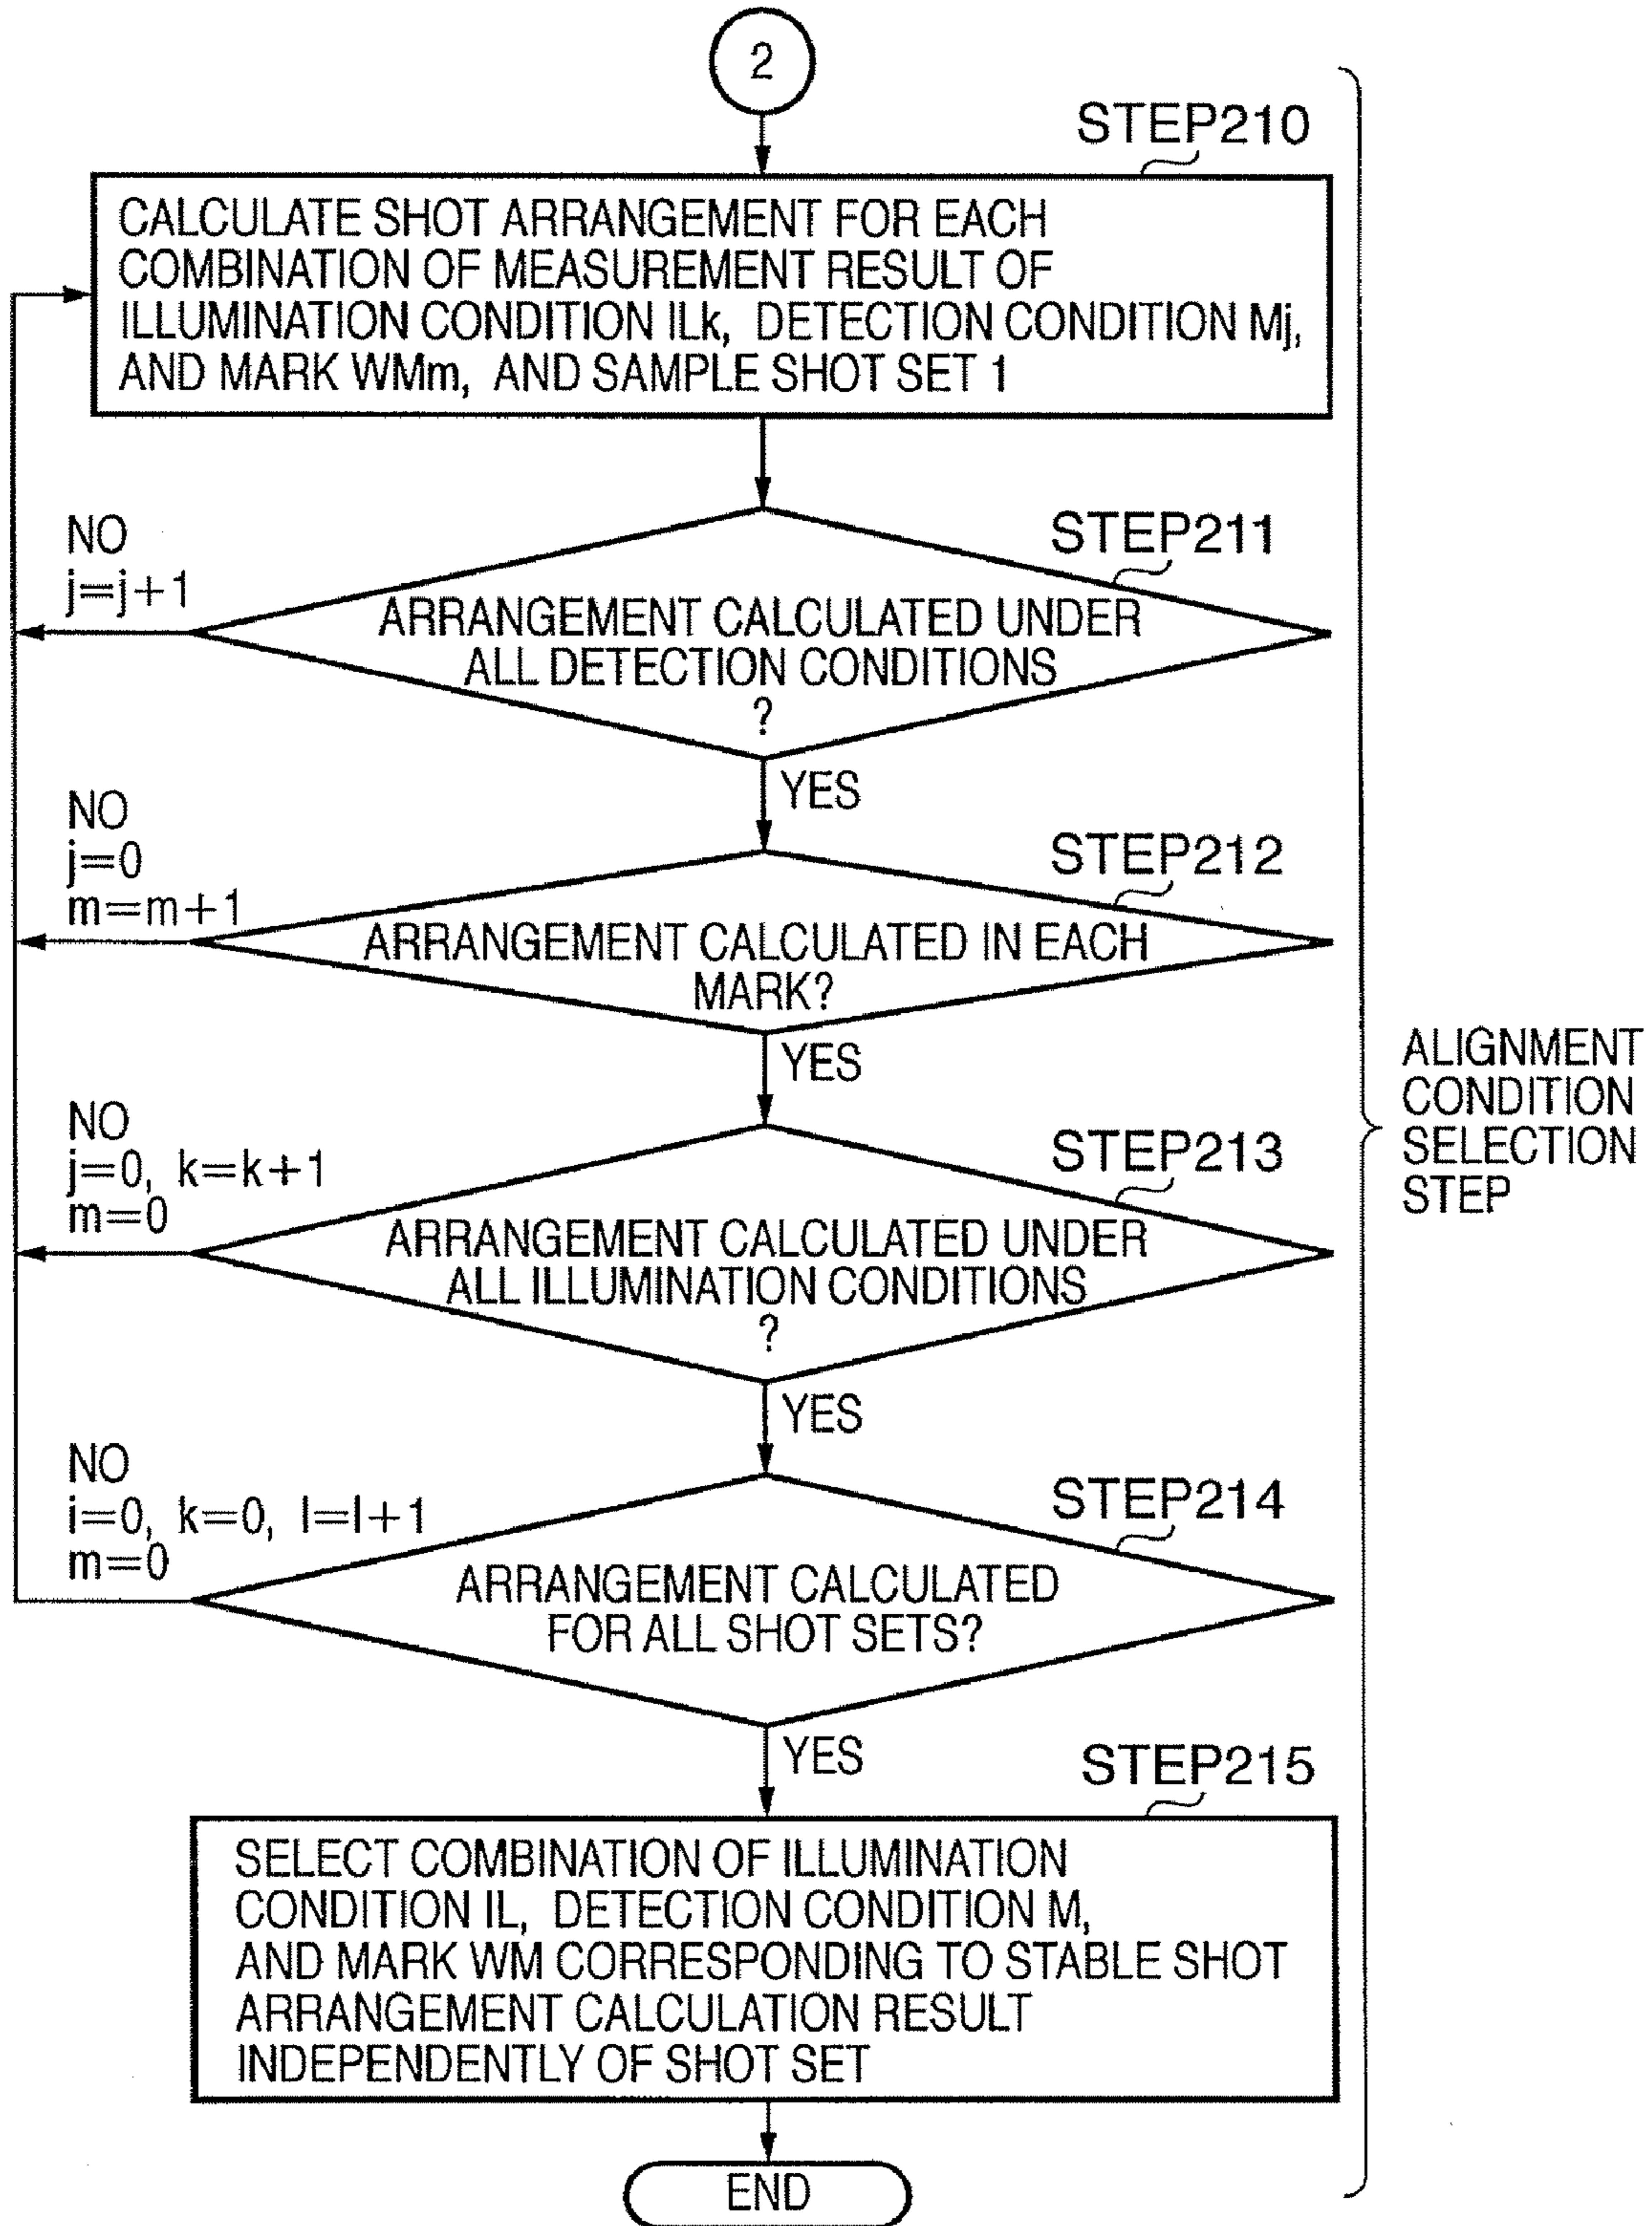 2
STEP210
CALCULATE SHOT ARRANGEMENT FOR EACH
COMBINATION OF MEASUREMENT RESULT OF
ILLUMINATION CONDITION ILk, DETECTION CONDITION Mj,
AND MARK WMm, AND SAMPLE SHOT SET 1
STEP211
NO
j=j+1
ARRANGEMENT CALCULATED UNDER
ALL DETECTION CONDITIONS
?
YES
STEP212
NO
j=0
m=m+1
ARRANGEMENT CALCULATED IN EACH
MARK?
YES
STEP213
NO
j=0, k=k+1
m=0
ARRANGEMENT CALCULATED UNDER
ALL ILLUMINATION CONDITIONS
?
YES
STEP214
NO
i=0, k=0, l=l+1
m=0
ARRANGEMENT CALCULATED
FOR ALL SHOT SETS?
YES
STEP215
SELECT COMBINATION OF ILLUMINATION
CONDITION IL, DETECTION CONDITION M,
AND MARK WM CORRESPONDING TO STABLE SHOT
ARRANGEMENT CALCULATION RESULT
INDEPENDENTLY OF SHOT SET
END
ALIGNMENT
CONDITION
SELECTION
STEP